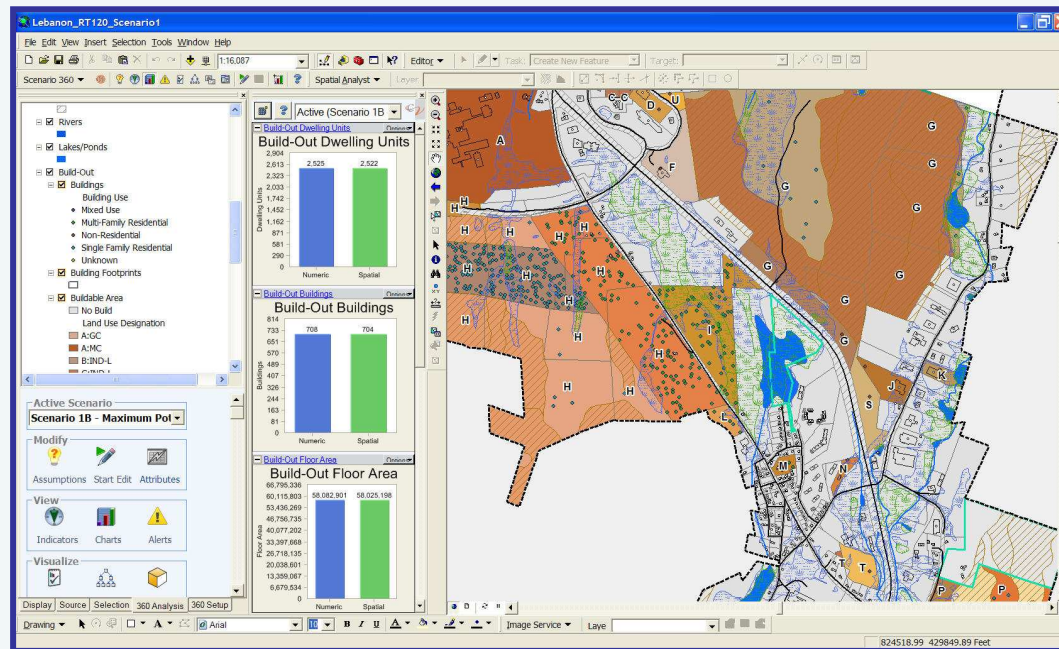 Lebanon_RT120_Scenario1
File Edit View Insert Selection Tools Window Help
1:16,087 Editor Task: Create New Feature Target:
Scenario 360 Spatial Analyst Layer:
Rivers
Lakes/Ponds
Build-Out
Buildings
Building Use
Mixed Use
Multi-Family Residential
Non-Residential
Single Family Residential
Unknown
Building Footprints
Buildable Area
No Build
Land Use Designation
A:GC
A:MC
B:IND-L
Active Scenario
Scenario 1B - Maximum Pot
Modify
Assumptions Start Edit Attributes
View
Indicators Charts Alerts
Visualize
Display Source Selection 360 Analysis 360 Setup
Active (Scenario 1B
Build-Out Dwelling Units
Build-Out Dwelling Units
2,904
2,613
2,323
2,033
1,742
1,452
1,162
871
581
290
0
Dwelling Units
2,525 2,522
Numeric Spatial
Build-Out Buildings
Build-Out Buildings
814
733
651
570
489
407
326
244
163
81
0
Buildings
708 704
Numeric Spatial
Build-Out Floor Area
Build-Out Floor Area
66,795,336
60,115,803
53,436,269
46,756,735
40,077,202
33,397,668
26,718,135
20,038,601
13,359,067
6,679,534
0
Floor Area
58,082,901 58,025,198
Numeric Spatial
A
C-C
D
U
F
G
G
G
G
G
G
G
H
H
H
H
H
H
H
H
H
H
H
H
I
J
K
L
S
M
N
T
T
P
P
Drawing Arial 10 B I U A Image Service Laye
824518.99 429849.89 Feet